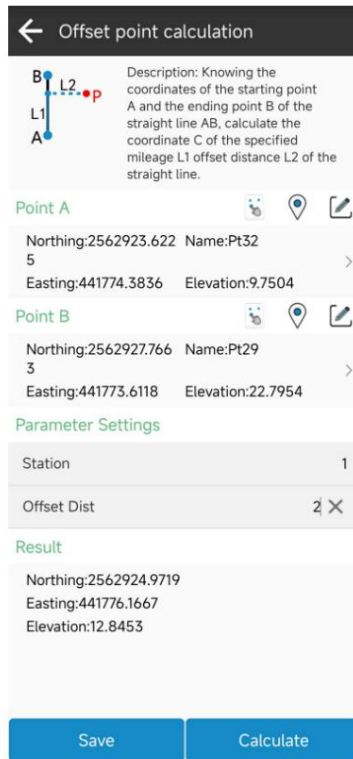 Offset point calculation
B
L2
P
L1
A
Description: Knowing the
coordinates of the starting point
A and the ending point B of the
straight line AB, calculate the
coordinate C of the specified
mileage L1 offset distance L2 of the
straight line.
Point A
Northing:2562923.622 Name:Pt32
5
Easting:441774.3836 Elevation:9.7504
Point B
Northing:2562927.766 Name:Pt29
3
Easting:441773.6118 Elevation:22.7954
Parameter Settings
Station 1
Offset Dist 2
Result
Northing:2562924.9719
Easting:441776.1667
Elevation:12.8453
Save Calculate